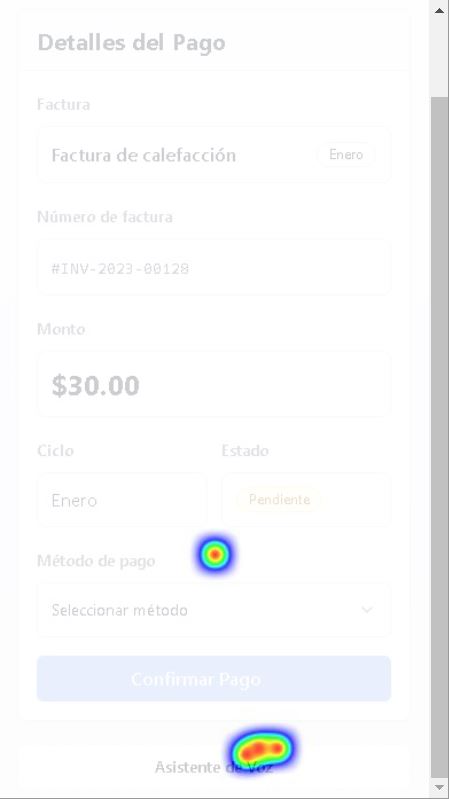 Detalles del Pago
Factura
Factura de calefacción Enero
Número de factura
#INV-2023-00128
Monto
$30.00
Ciclo Estado
Enero Pendiente
Método de pago
Seleccionar método
Confirmar Pago
Asistente de Voz